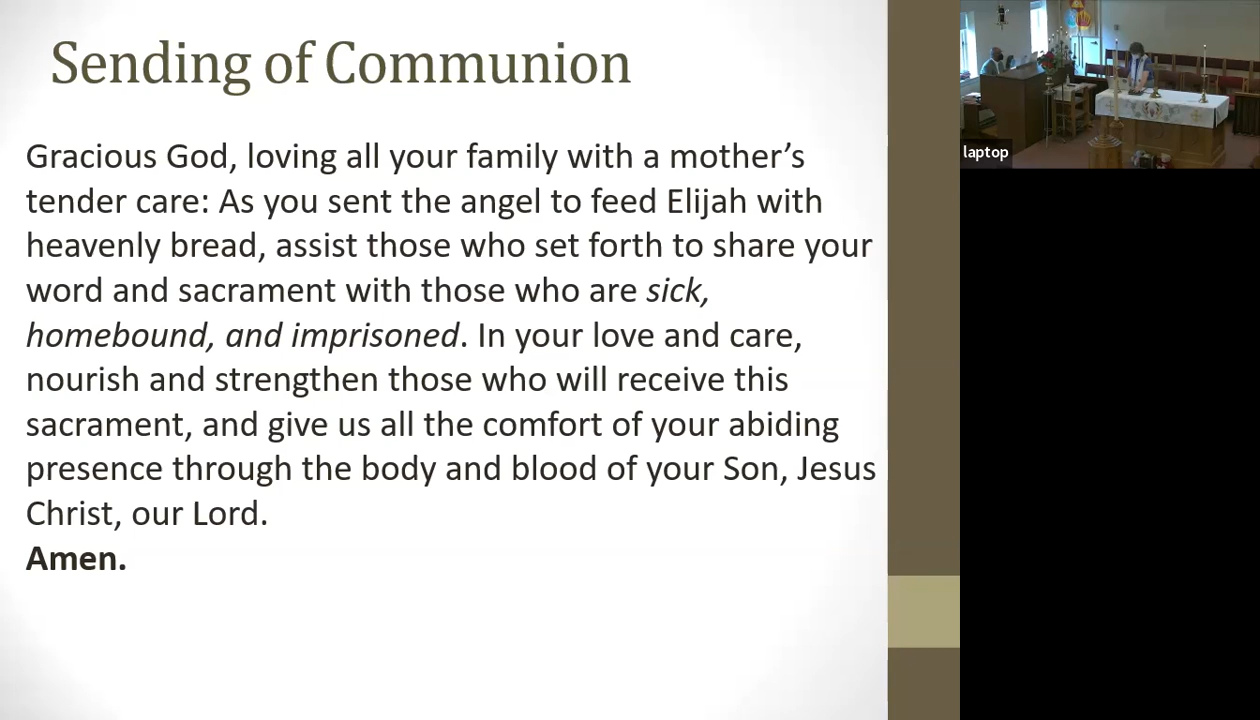 Sending of Communion
Gracious God, loving all your family with a mother’s
tender care: As you sent the angel to feed Elijah with
heavenly bread, assist those who set forth to share your
word and sacrament with those who are sick,
homebound, and imprisoned. In your love and care,
nourish and strengthen those who will receive this
sacrament, and give us all the comfort of your abiding
presence through the body and blood of your Son, Jesus
Christ, our Lord.
Amen.
laptop